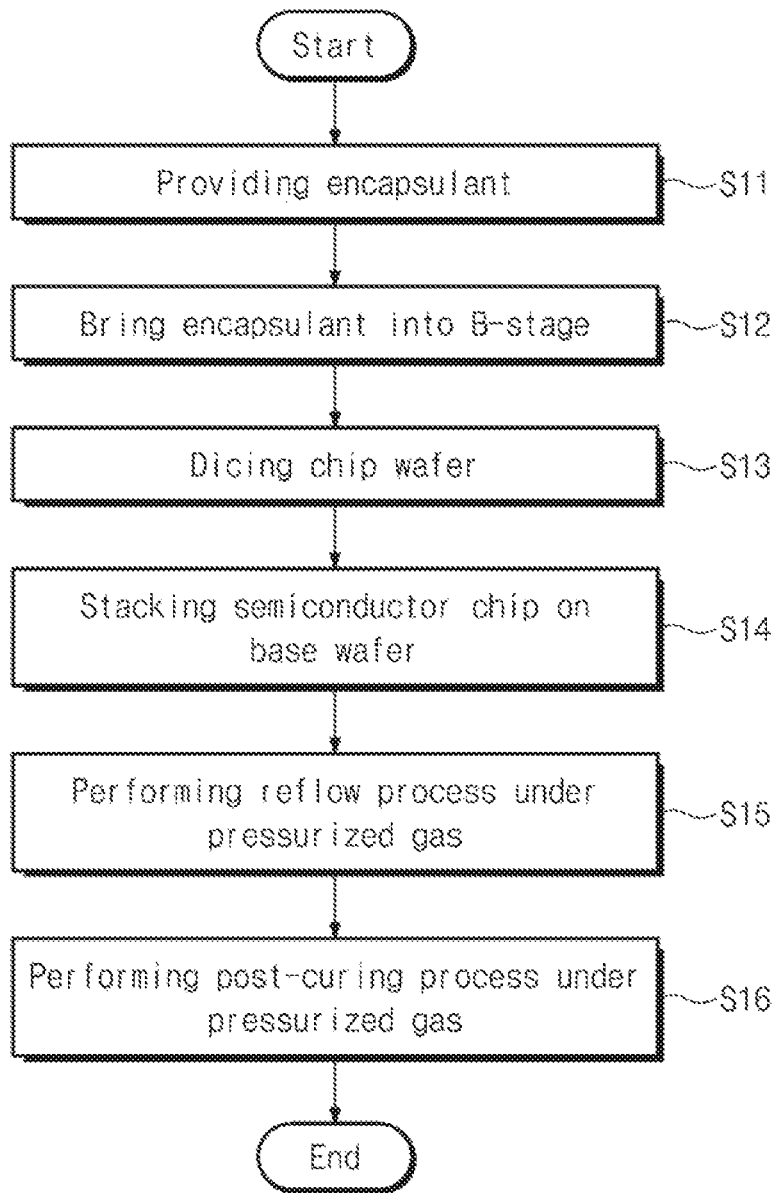 Start
Providing encapsulant
S11
Bring encapsulant into B-stage
S12
Dicing chip wafer
S13
Stacking semiconductor chip on
base wafer
S14
Performing reflow process under
pressurized gas
S15
Performing post-curing process under
pressurized gas
S16
End